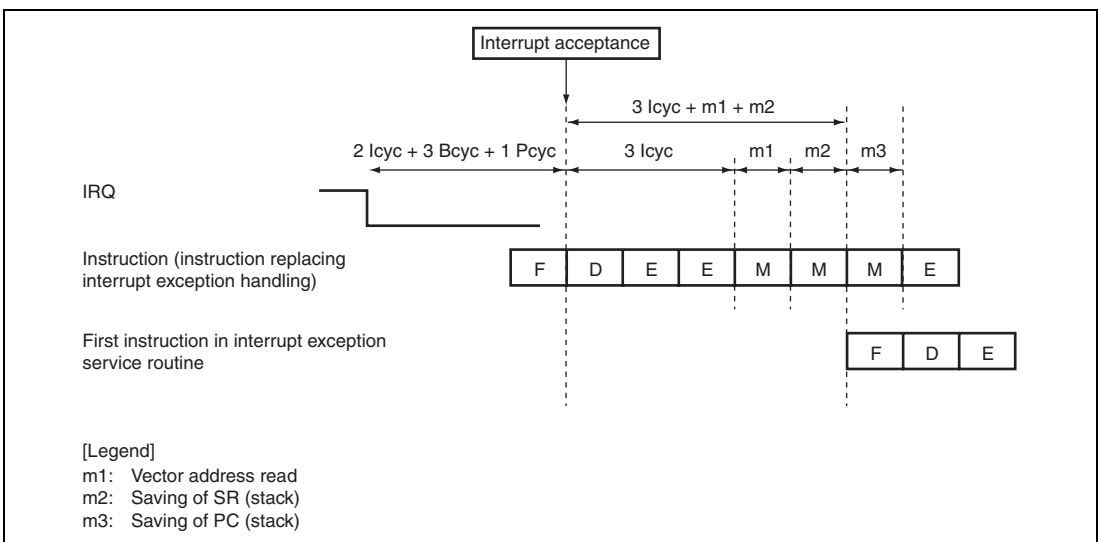 Interrupt acceptance
3 Icyc + m1 + m2
2 Icyc + 3 Bcyc + 1 Pcyc 3 Icyc m1 m2 m3
IRQ
Instruction (instruction replacing
interrupt exception handling)
F D E E M M M E
First instruction in interrupt exception
service routine
F D E
[Legend]
m1: Vector address read
m2: Saving of SR (stack)
m3: Saving of PC (stack)